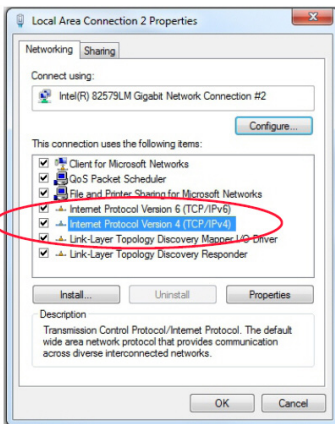 Local Area Connection 2 Properties
Networking
Sharing
Connect using:
Intel(R) 82579LM Gigabit Network Connection #2
Configure...
This connection uses the following items:
Client for Microsoft Networks
QoS Packet Scheduler
File and Printer Sharing for Microsoft Networks
Internet Protocol Version 6 (TCP/IPv6)
Internet Protocol Version 4 (TCP/IPv4)
Link-Layer Topology Discovery Mapper I/O Driver
Link-Layer Topology Discovery Responder
Install...
Uninstall
Properties
Description
Transmission Control Protocol/Internet Protocol. The default
wide area network protocol that provides communication
across diverse interconnected networks.
OK
Cancel